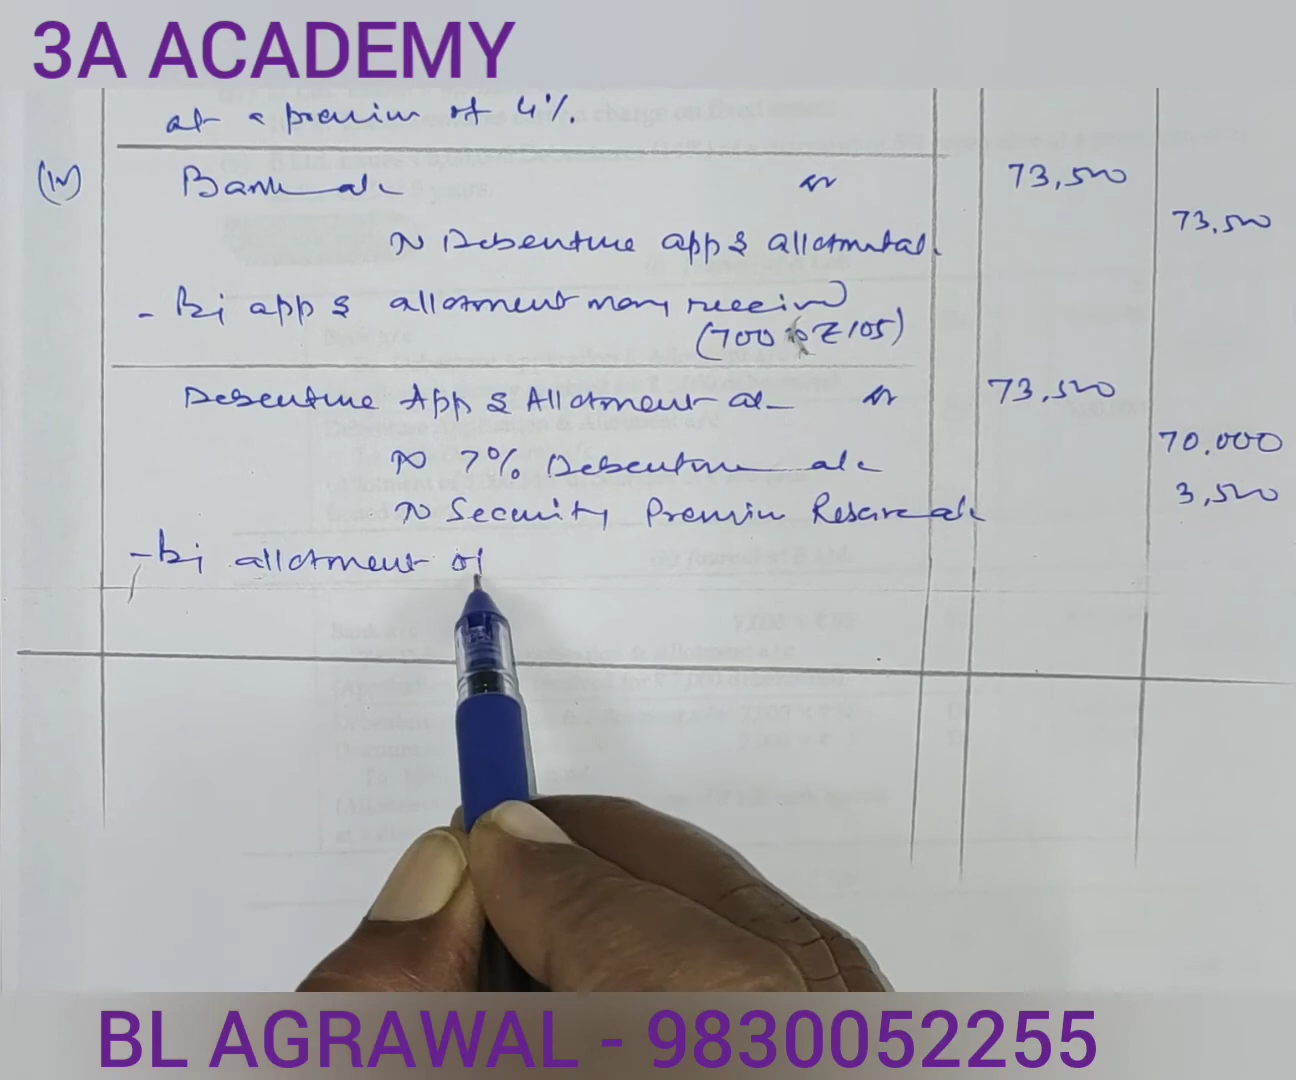 3A ACADEMY
at a premium of 4%.
(iv) Bank a/c Dr 73,500
To Debenture app & allotment a/c. 73,500
- Bi app & allotment money received
(700 × ₹105)
Debenture App & Allotment a/c Dr 73,500
To 7% Debenture a/c 70,000
To Security Premium Reserve a/c 3,500
- Bi allotment of
BL AGRAWAL - 9830052255